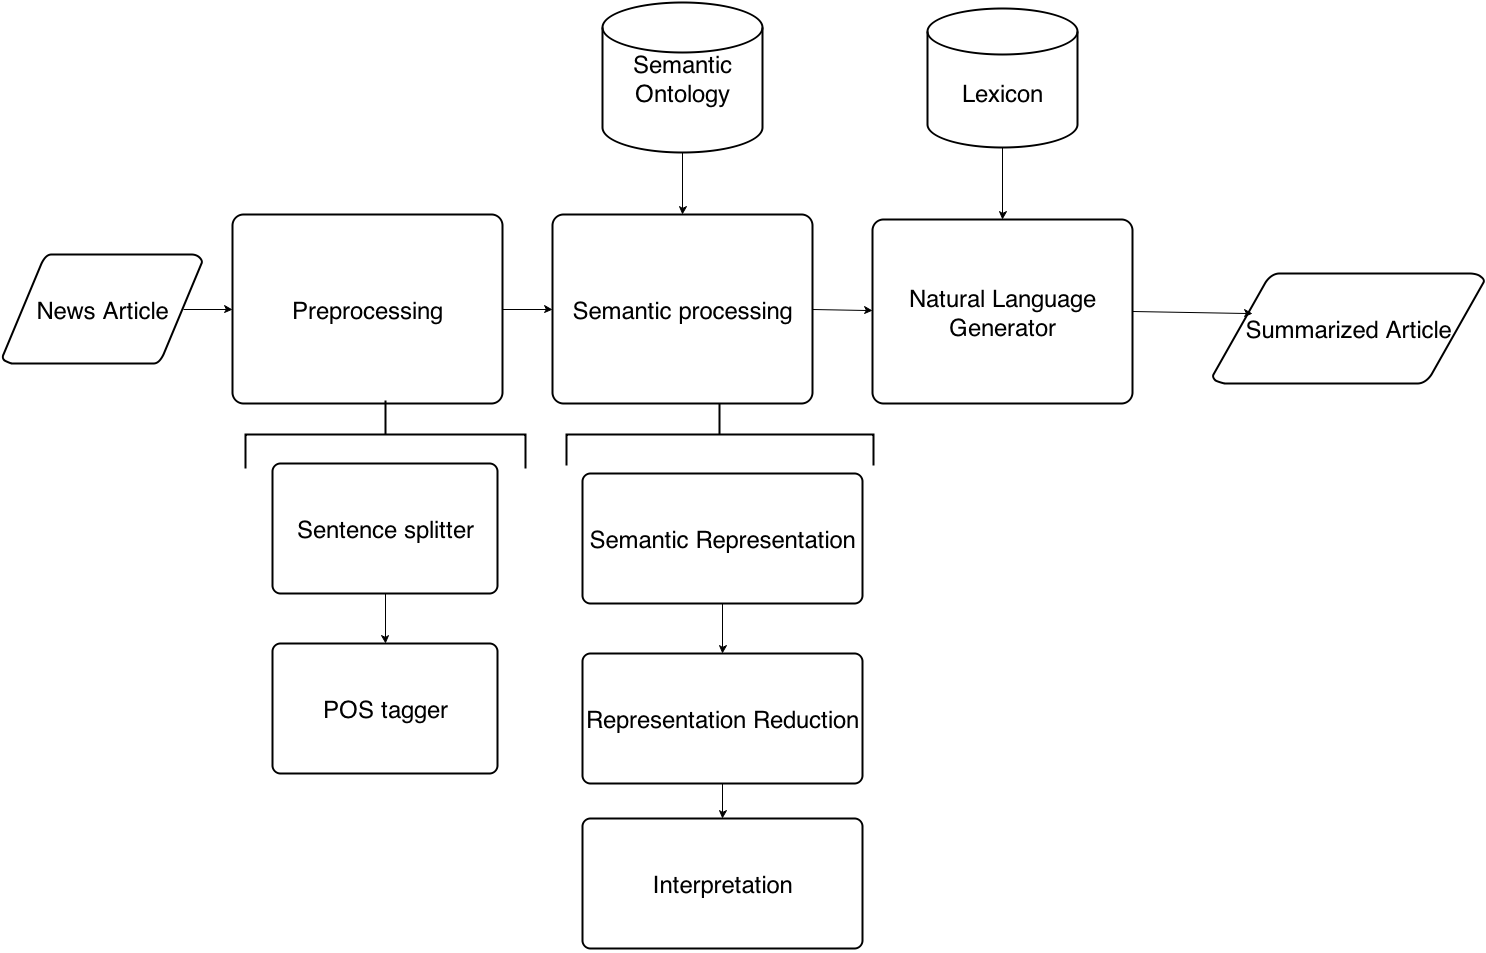 Semantic
Ontology
Lexicon
News Article
Preprocessing
Semantic processing
Natural Language
Generator
Summarized Article
Sentence splitter
POS tagger
Semantic Representation
Representation Reduction
Interpretation